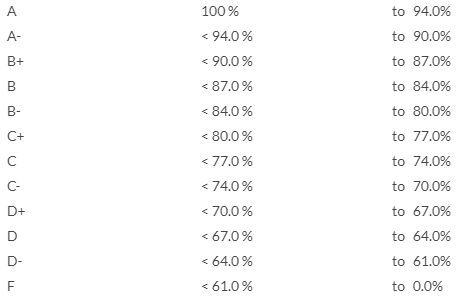 A 100 % to 94.0%
A- < 94.0 % to 90.0%
B+ < 90.0 % to 87.0%
B < 87.0 % to 84.0%
B- < 84.0 % to 80.0%
C+ < 80.0 % to 77.0%
C < 77.0 % to 74.0%
C- < 74.0 % to 70.0%
D+ < 70.0 % to 67.0%
D < 67.0 % to 64.0%
D- < 64.0 % to 61.0%
F < 61.0 % to 0.0%